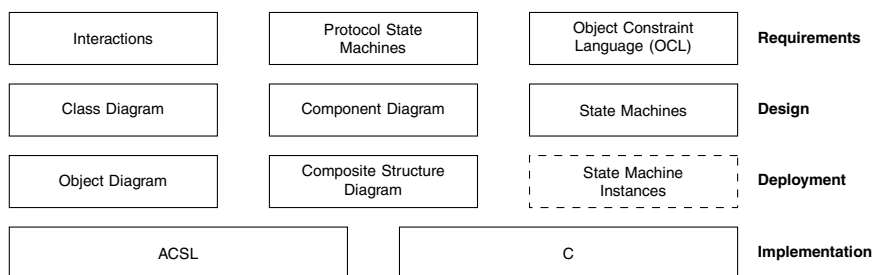 Interactions
Protocol State
Machines
Object Constraint
Language (OCL)
Requirements
Class Diagram
Component Diagram
State Machines
Design
Object Diagram
Composite Structure
Diagram
State Machine
Instances
Deployment
ACSL
C
Implementation